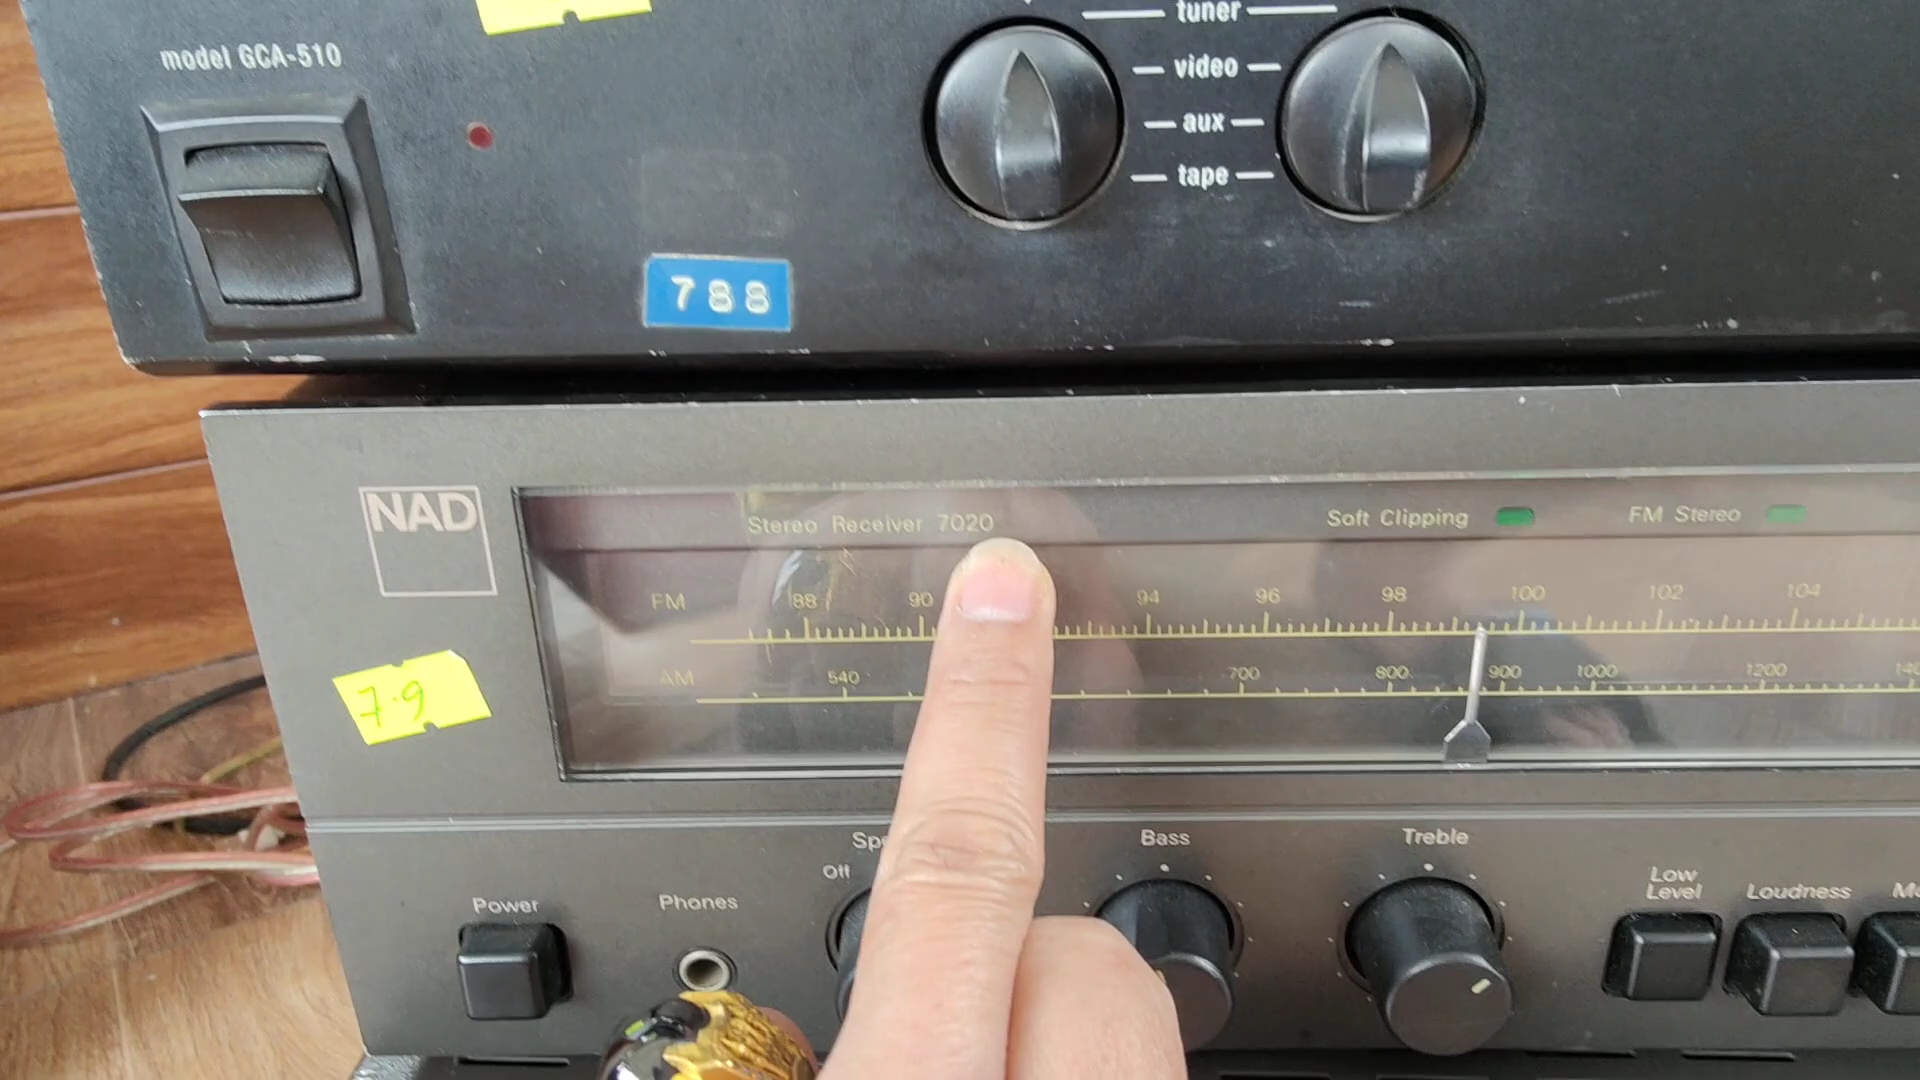 model GCA-510
tuner
video
aux
tape
788
NAD
Stereo Receiver 7020
Soft Clipping
FM Stereo
FM 88 90 94 96 98 100 102 104
AM 540 700 800 900 1000 1200
7.9
Bass
Treble
Off
Power
Phones
Low
Level
Loudness